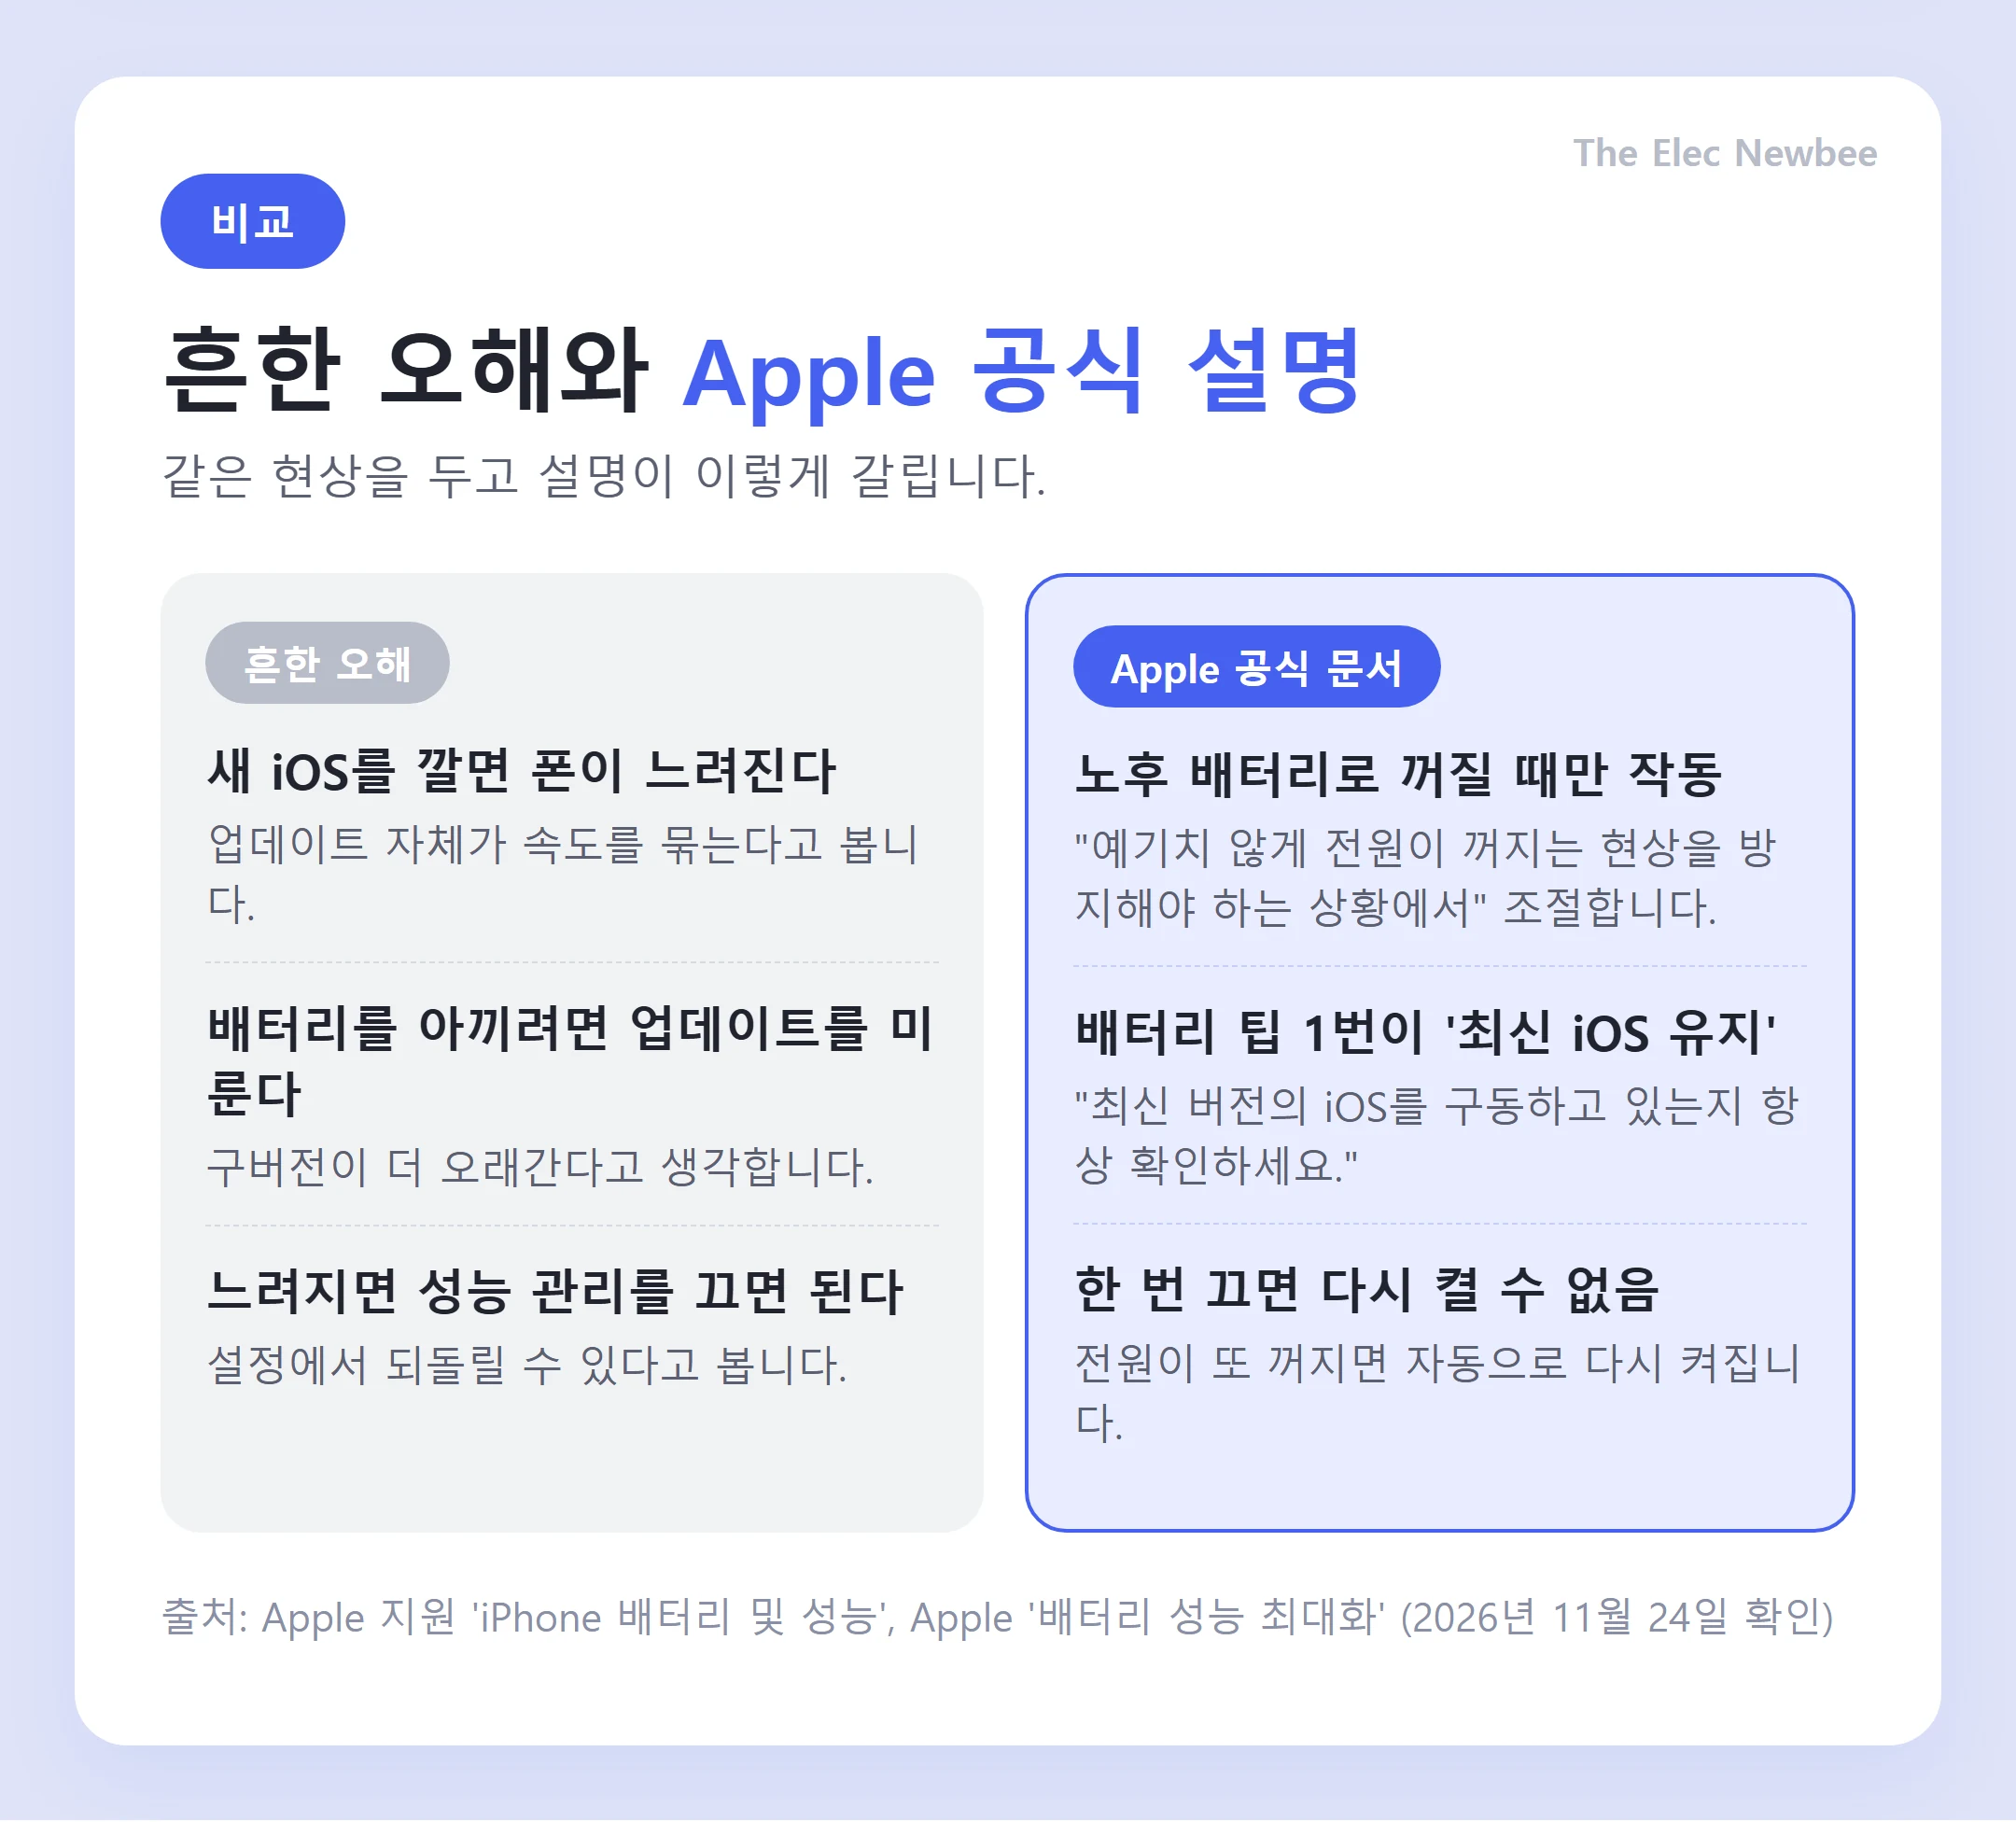 The Elec Newbee
비교
흔한 오해와 Apple 공식 설명
같은 현상을 두고 설명이 이렇게 갈립니다.
흔한 오해
새 iOS를 깔면 폰이 느려진다
업데이트 자체가 속도를 묶는다고 봅니
다.
배터리를 아끼려면 업데이트를 미
룬다
구버전이 더 오래간다고 생각합니다.
느려지면 성능 관리를 끄면 된다
설정에서 되돌릴 수 있다고 봅니다.
Apple 공식 문서
노후 배터리로 꺼질 때만 작동
"예기치 않게 전원이 꺼지는 현상을 방
지해야 하는 상황에서" 조절합니다.
배터리 팁 1번이 '최신 iOS 유지'
"최신 버전의 iOS를 구동하고 있는지 항
상 확인하세요."
한 번 끄면 다시 켤 수 없음
전원이 또 꺼지면 자동으로 다시 켜집니
다.
출처: Apple 지원 'iPhone 배터리 및 성능', Apple '배터리 성능 최대화' (2026년 11월 24일 확인)